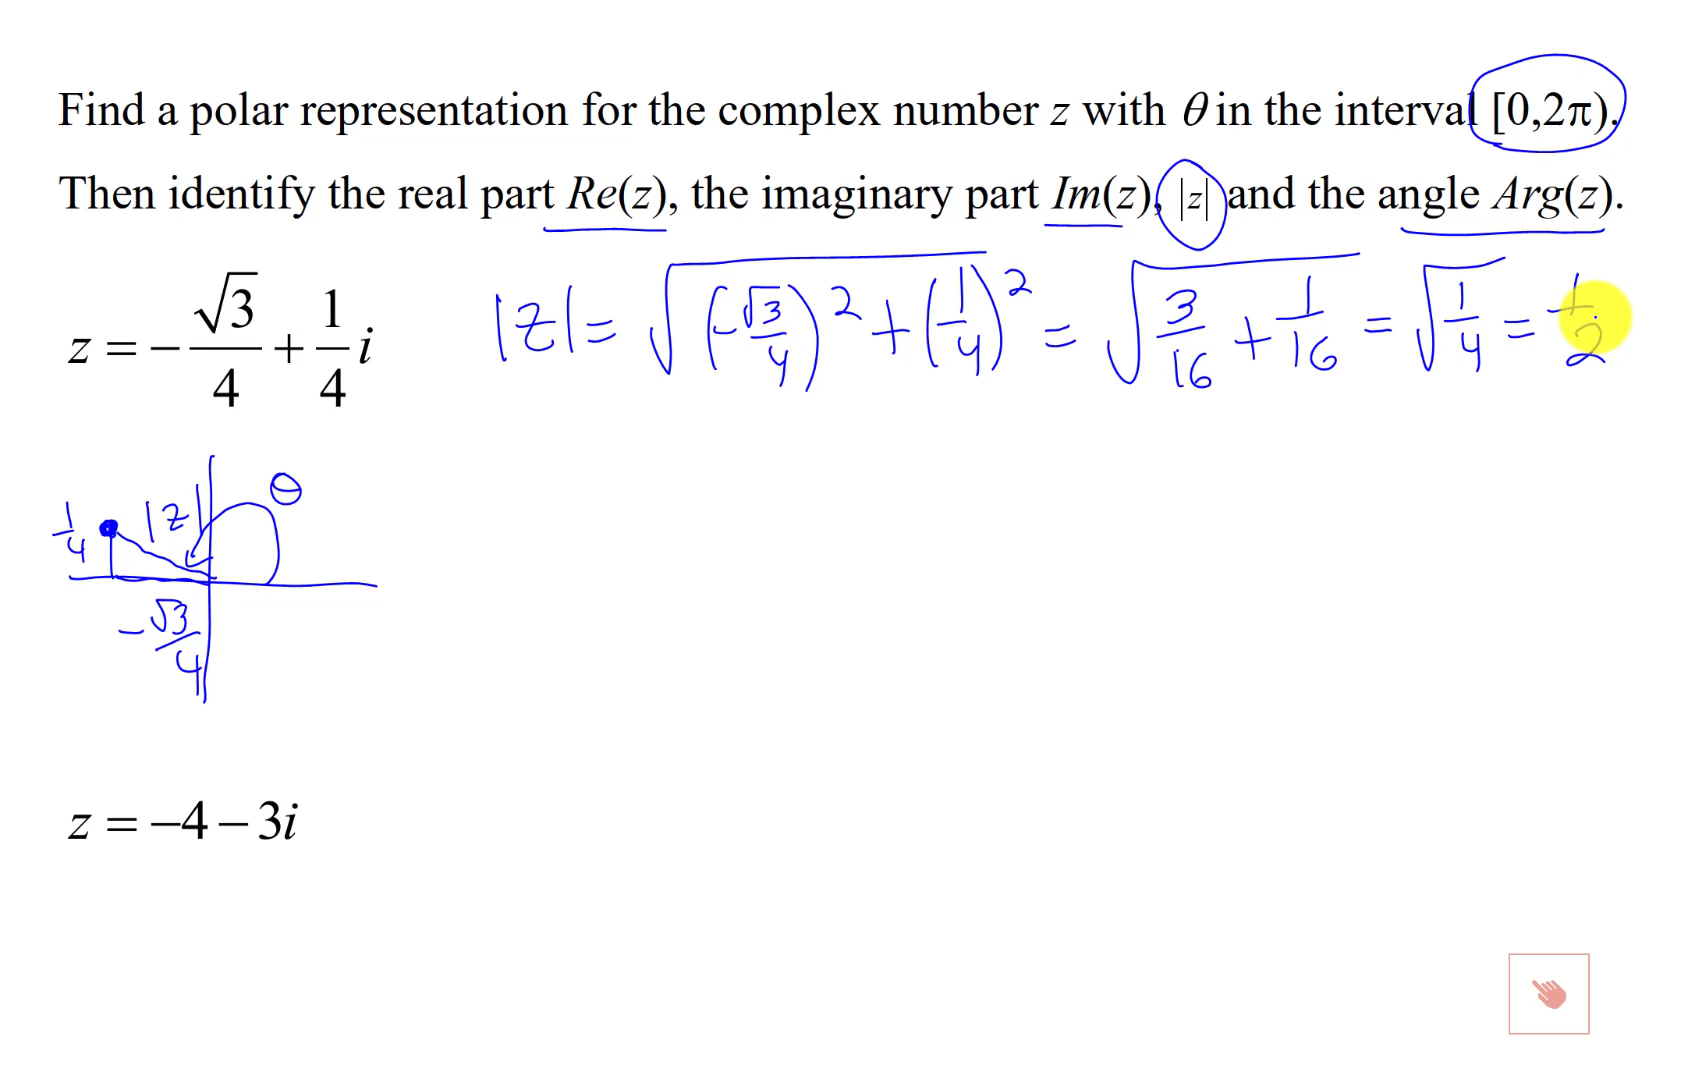 Find a polar representation for the complex number z with θ in the interval [0,2π).
Then identify the real part Re(z), the imaginary part Im(z), |z| and the angle Arg(z).
z = −√3/4 + 1/4 i
|z| = √((−√3/4)² + (1/4)²) = √(3/16 + 1/16) = √(1/4) = 1/2
θ
1/4 |z|
−√3/4
z = −4 − 3i